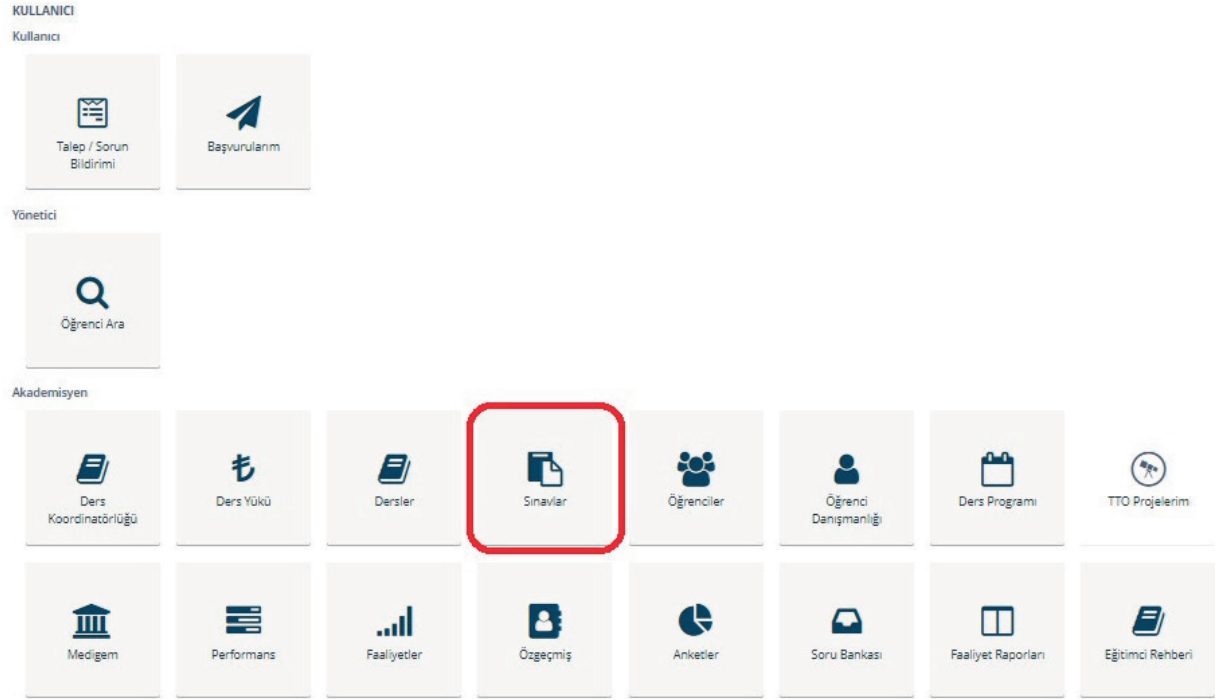 KULLANICI
Kullanıcı
Talep / Sorun
Bildirimi
Başvurularım
Yönetici
Öğrenci Ara
Akademisyen
Ders
Koordinatörlüğü
Ders Yükü
Dersler
Sınavlar
Öğrenciler
Öğrenci
Danışmanlığı
Ders Programı
TTO Projelerim
Medigem
Performans
Faaliyetler
Özgeçmiş
Anketler
Soru Bankası
Faaliyet Raporları
Eğitimci Rehberi